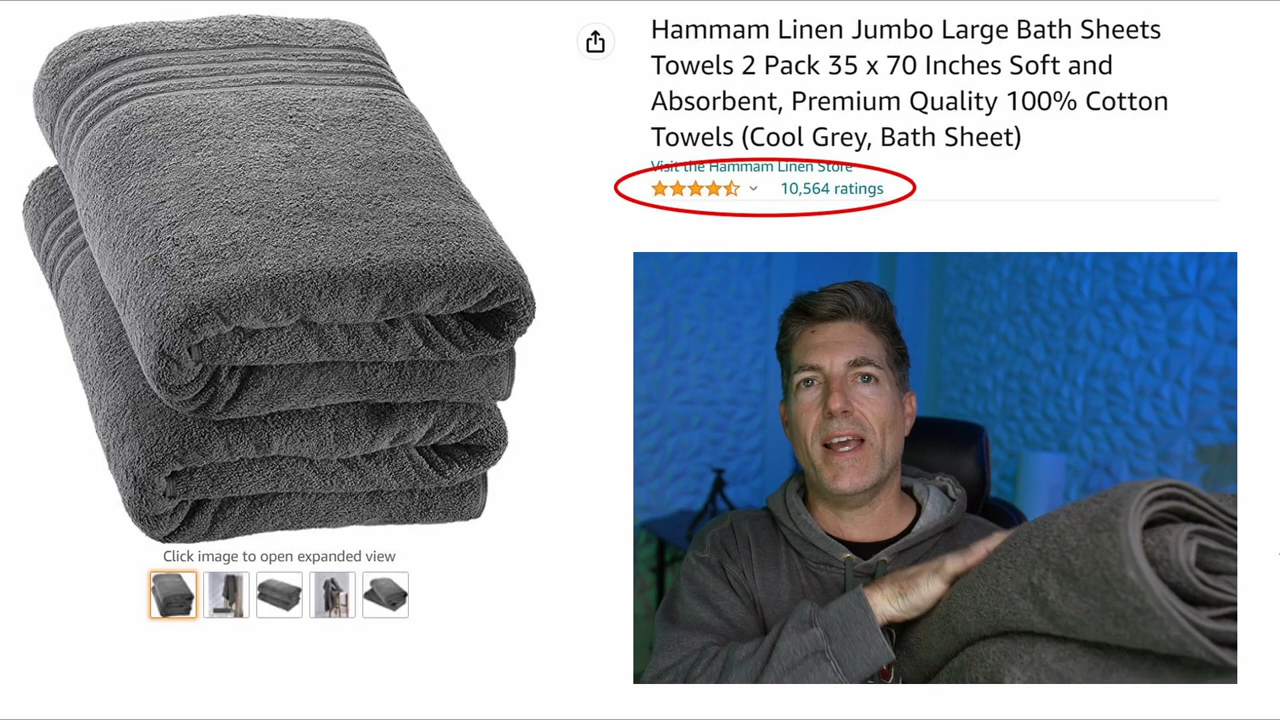 Hammam Linen Jumbo Large Bath Sheets
Towels 2 Pack 35 x 70 Inches Soft and
Absorbent, Premium Quality 100% Cotton
Towels (Cool Grey, Bath Sheet)
Visit the Hammam Linen Store
10,564 ratings
Click image to open expanded view